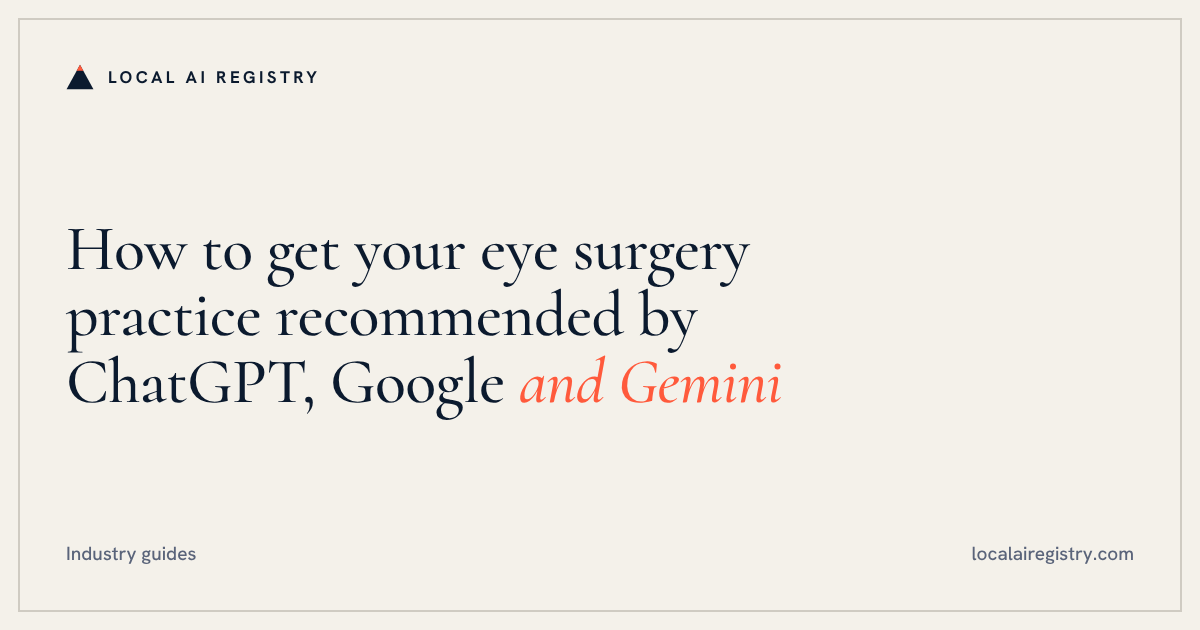 LOCAL AI REGISTRY
How to get your eye surgery
practice recommended by
ChatGPT, Google and Gemini
Industry guides
localairegistry.com